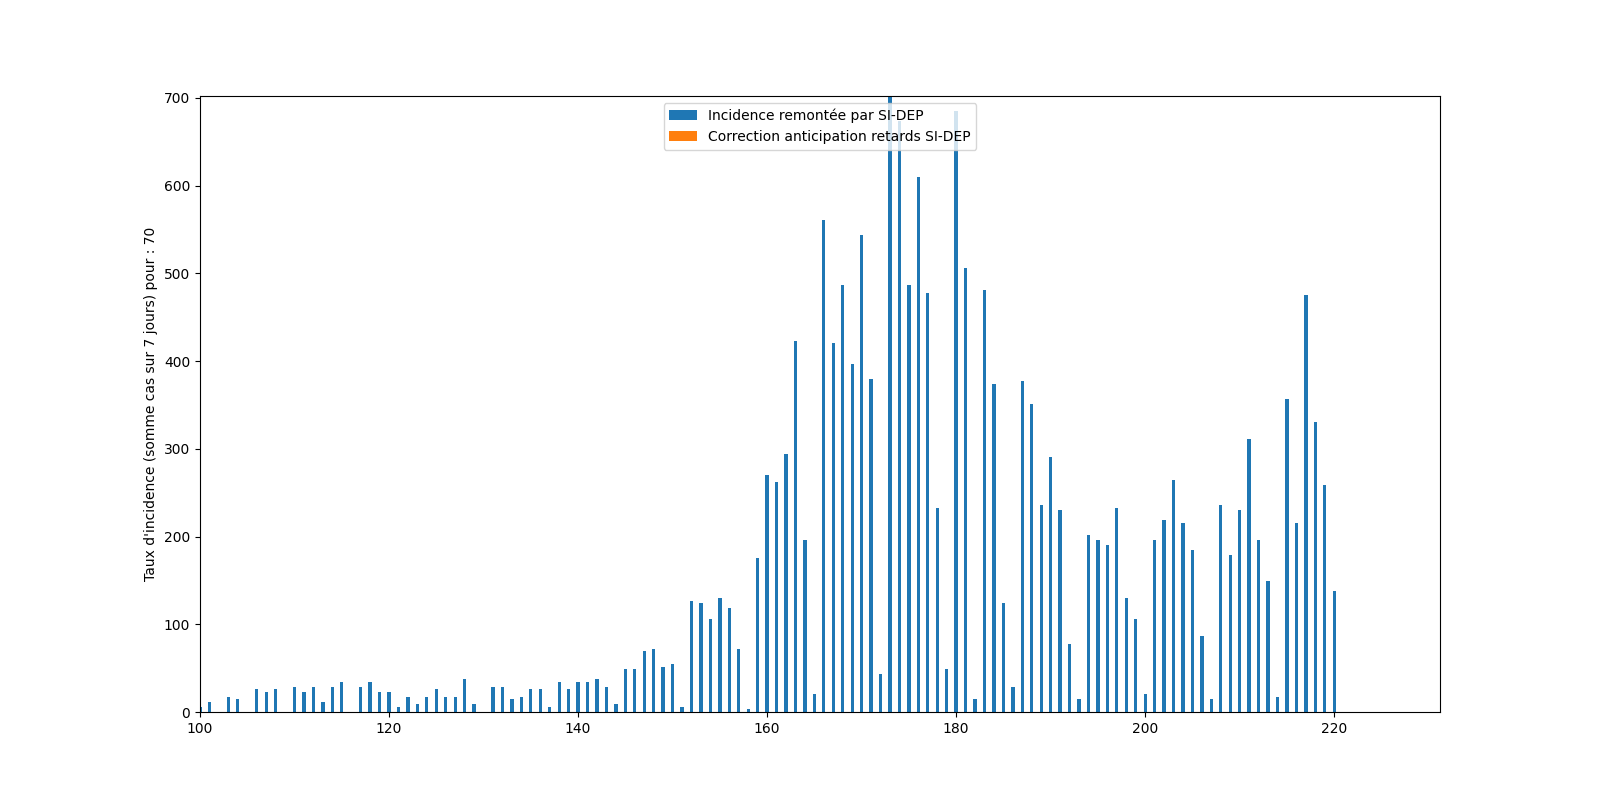 Incidence remontée par SI-DEP
Correction anticipation retards SI-DEP
Taux d'incidence (somme cas sur 7 jours) pour : 70
700
600
500
400
300
200
100
0
100 120 140 160 180 200 220